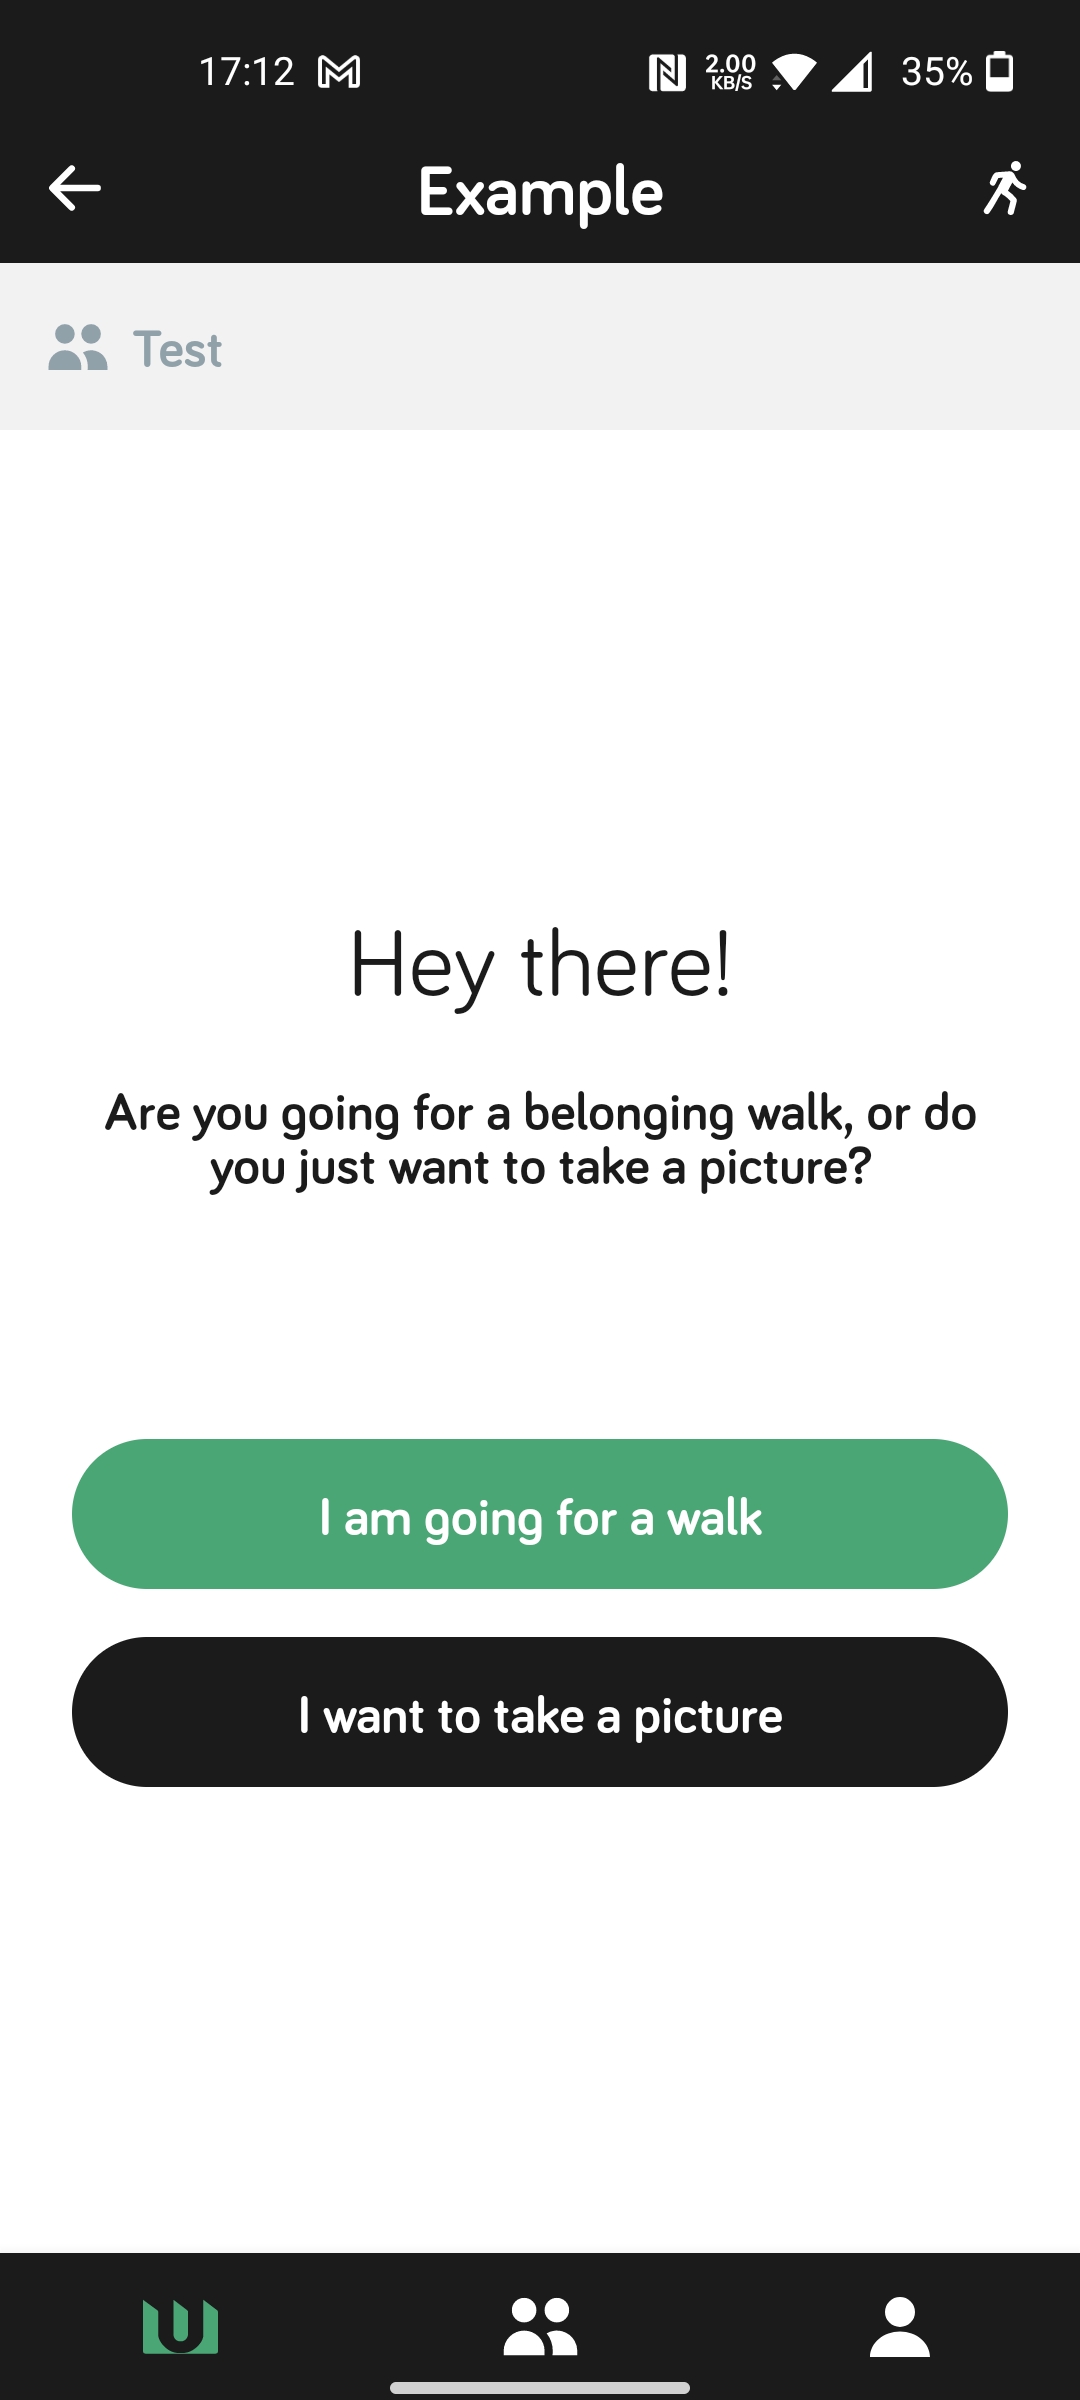 17:12
2.00
KB/S
35%
Example
Test
Hey there!
Are you going for a belonging walk, or do
you just want to take a picture?
I am going for a walk
I want to take a picture